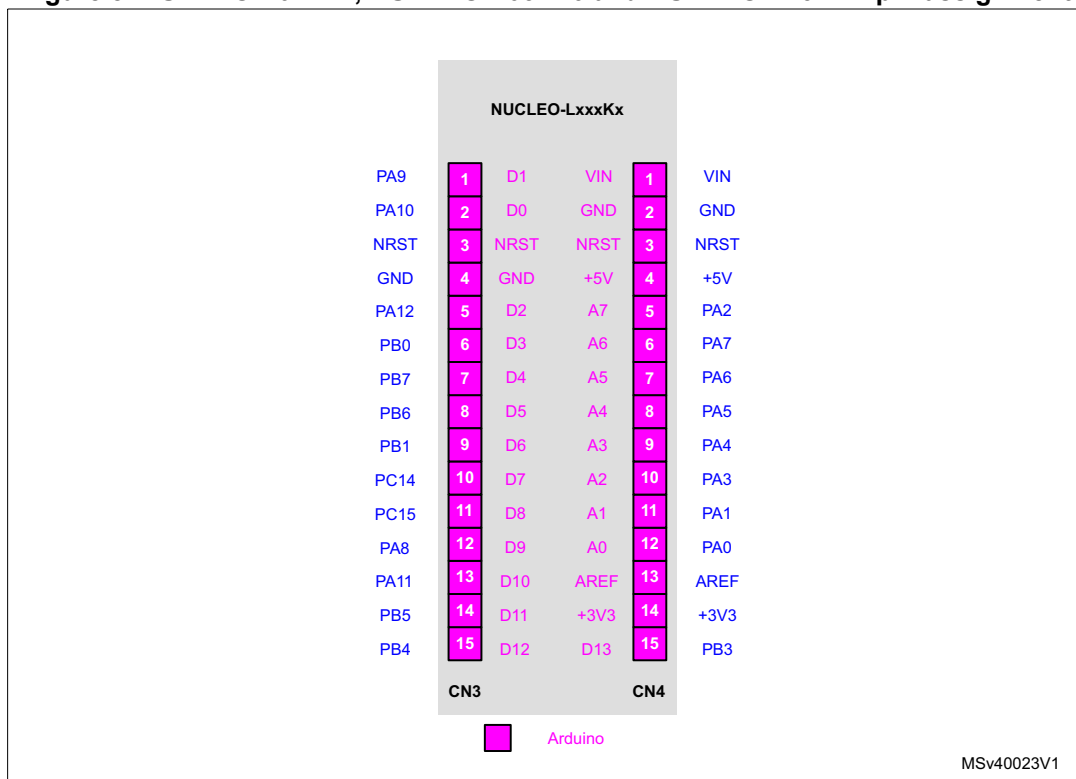 NUCLEO-LxxxKx
PA9 1 D1 VIN 1 VIN
PA10 2 D0 GND 2 GND
NRST 3 NRST NRST 3 NRST
GND 4 GND +5V 4 +5V
PA12 5 D2 A7 5 PA2
PB0 6 D3 A6 6 PA7
PB7 7 D4 A5 7 PA6
PB6 8 D5 A4 8 PA5
PB1 9 D6 A3 9 PA4
PC14 10 D7 A2 10 PA3
PC15 11 D8 A1 11 PA1
PA8 12 D9 A0 12 PA0
PA11 13 D10 AREF 13 AREF
PB5 14 D11 +3V3 14 +3V3
PB4 15 D12 D13 15 PB3
CN3 CN4
Arduino
MSv40023V1